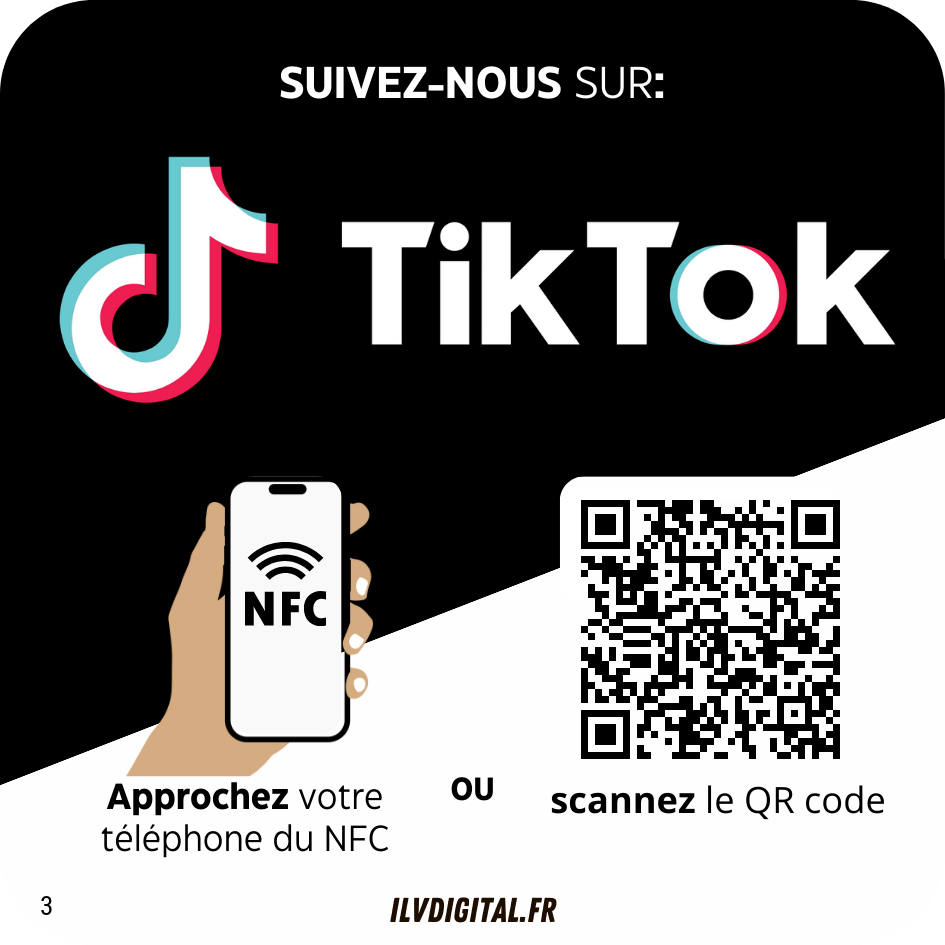 SUIVEZ-NOUS SUR:
TikTok
NFC
Approchez votre
téléphone du NFC
OU
scannez le QR code
3
ILVDIGITAL.FR